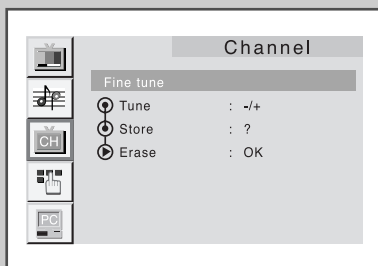 Channel
Fine tune
Tune : -/+
Store : ?
CH
Erase : OK
PC